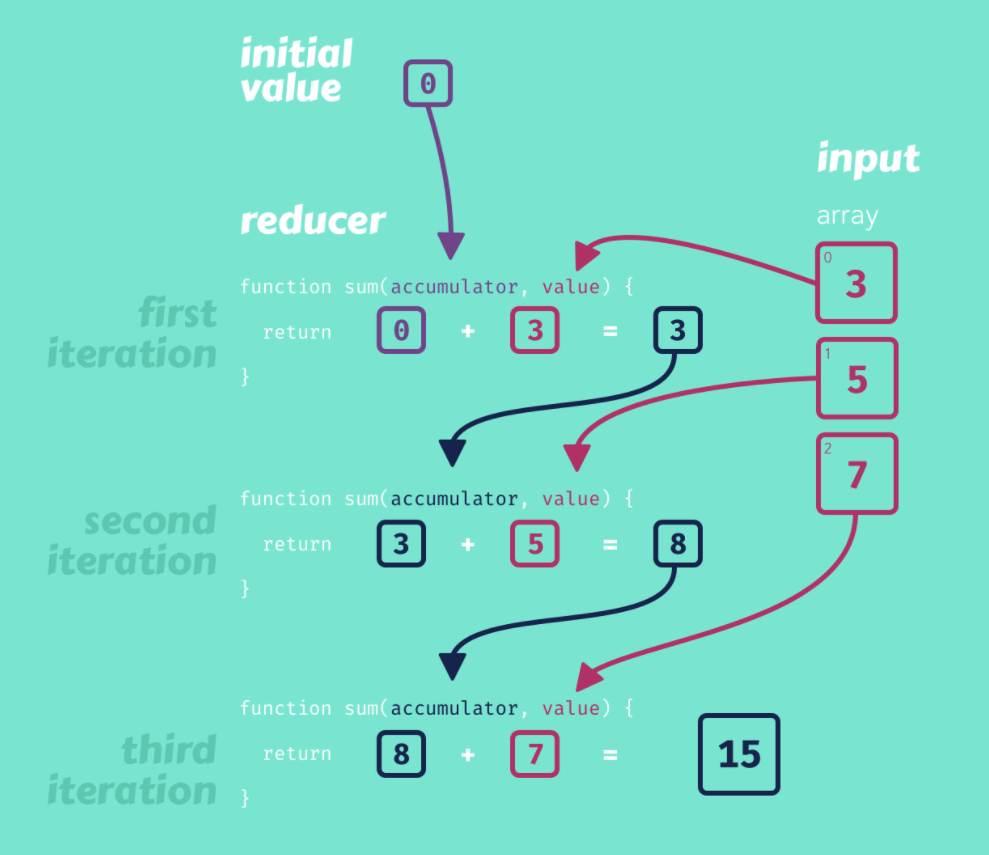 initial
value
0
input
array
reducer
0
3
function sum(accumulator, value) {
first
iteration
return 0 + 3 = 3
}
1
5
2
7
function sum(accumulator, value) {
second
iteration
return 3 + 5 = 8
}
function sum(accumulator, value) {
third
iteration
return 8 + 7 = 15
}